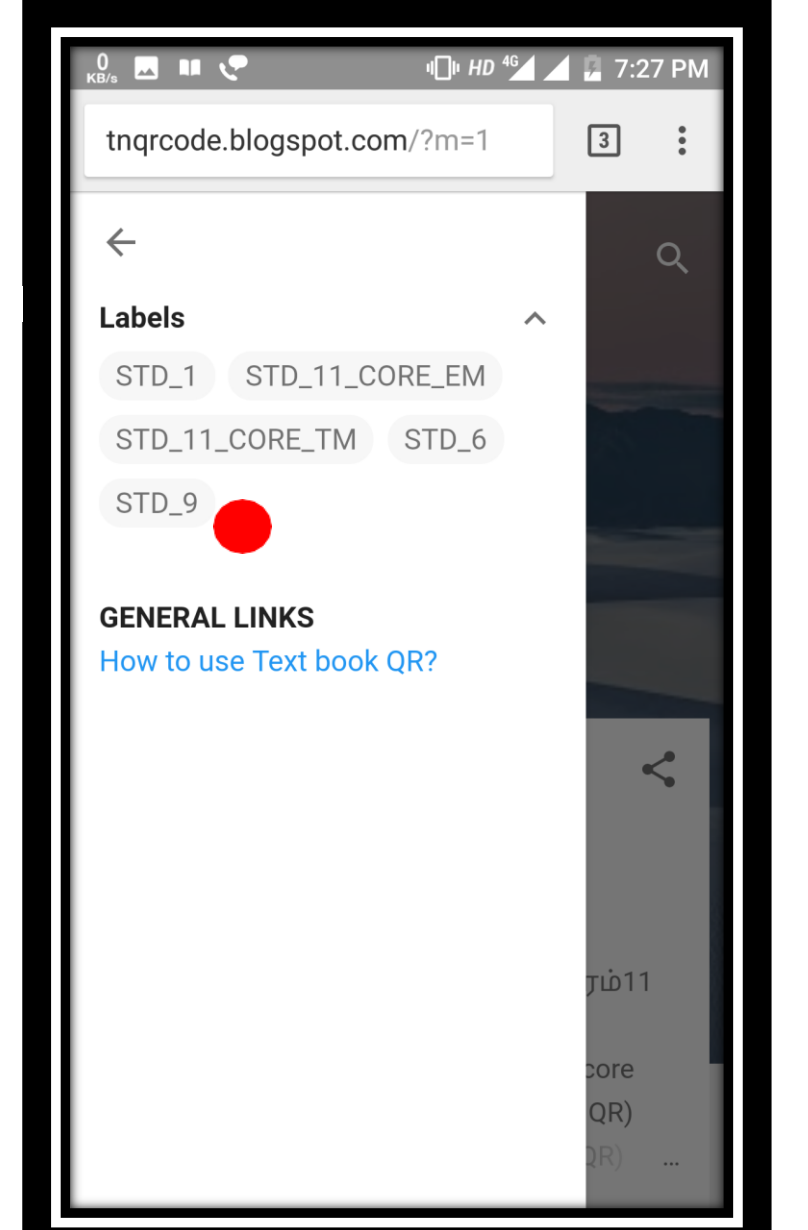 0
KB/s
HD 4G 7:27 PM
tnqrcode.blogspot.com/?m=1
3
Labels
STD_1 STD_11_CORE_EM
STD_11_CORE_TM STD_6
STD_9
GENERAL LINKS
How to use Text book QR?
ரம்11
core
QR)
QR) ...